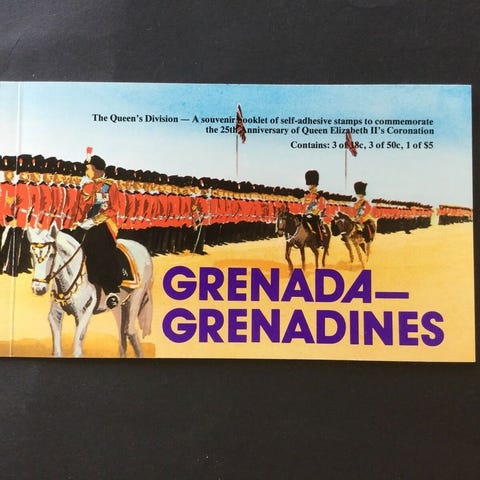 The Queen's Division — A souvenir booklet of self-adhesive stamps to commemorate
the 25th Anniversary of Queen Elizabeth II's Coronation
Contains: 3 of 18c, 3 of 50c, 1 of $5
GRENADA—
GRENADINES